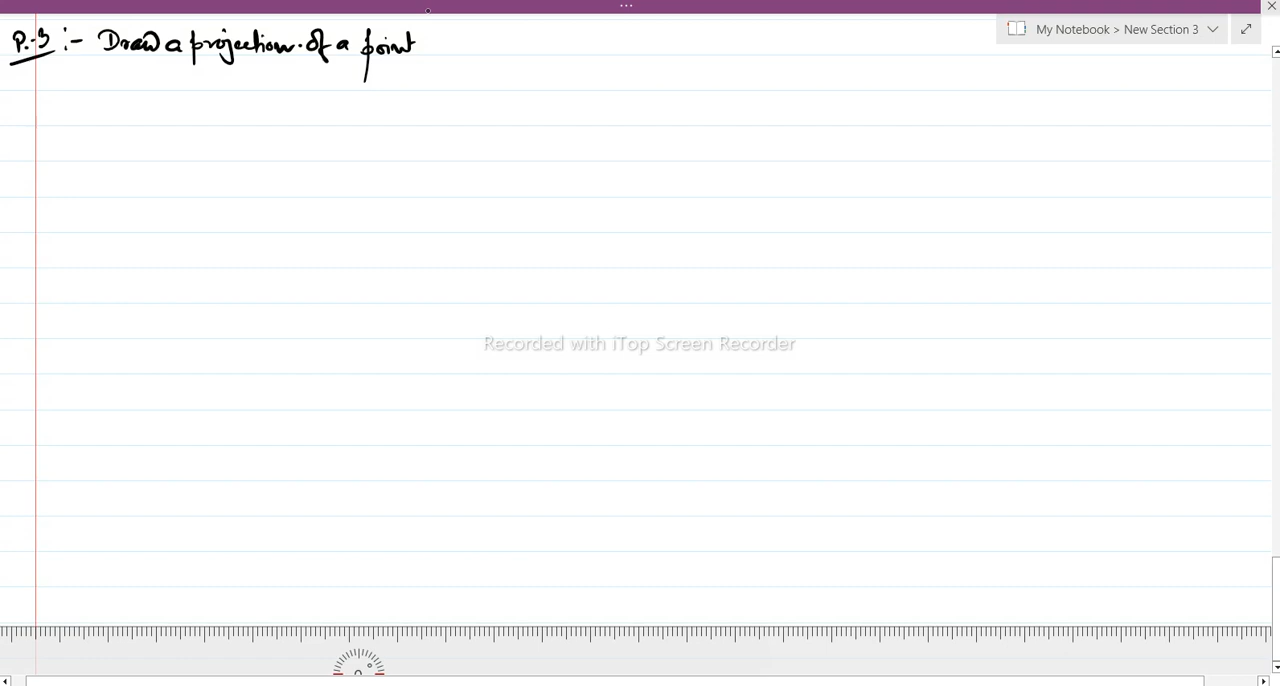 My Notebook > New Section 3
P.-3 :- Draw a projection. of a point
Recorded with iTop Screen Recorder